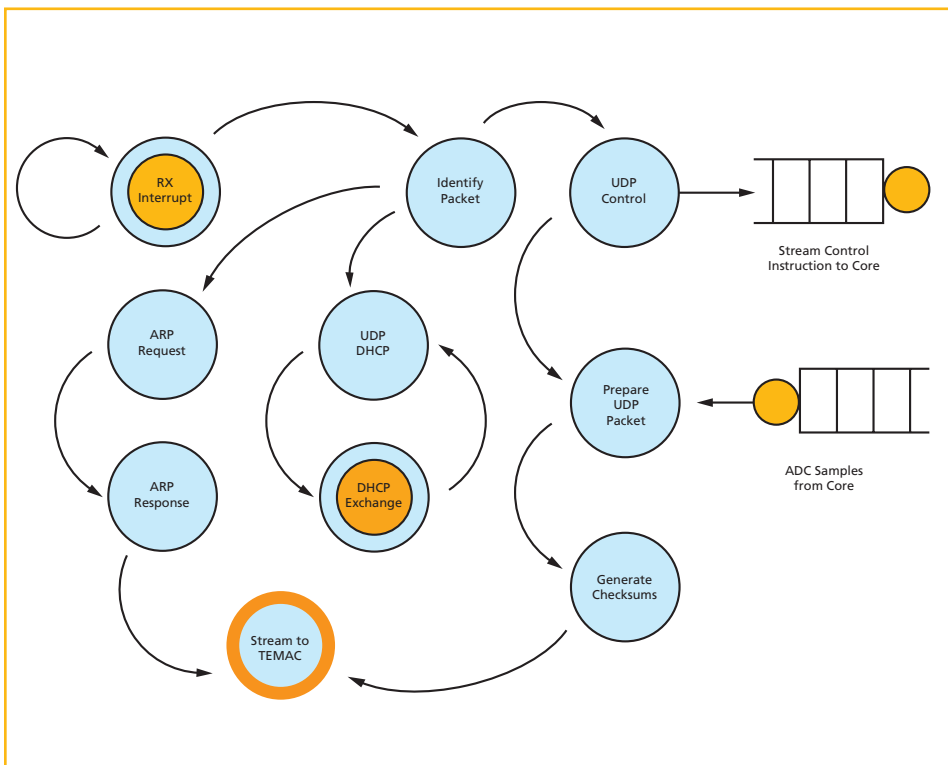 RX
Interrupt
Identify
Packet
UDP
Control
Stream Control
Instruction to Core
ARP
Request
UDP
DHCP
Prepare
UDP
Packet
ADC Samples
from Core
ARP
Response
DHCP
Exchange
Generate
Checksums
Stream to
TEMAC